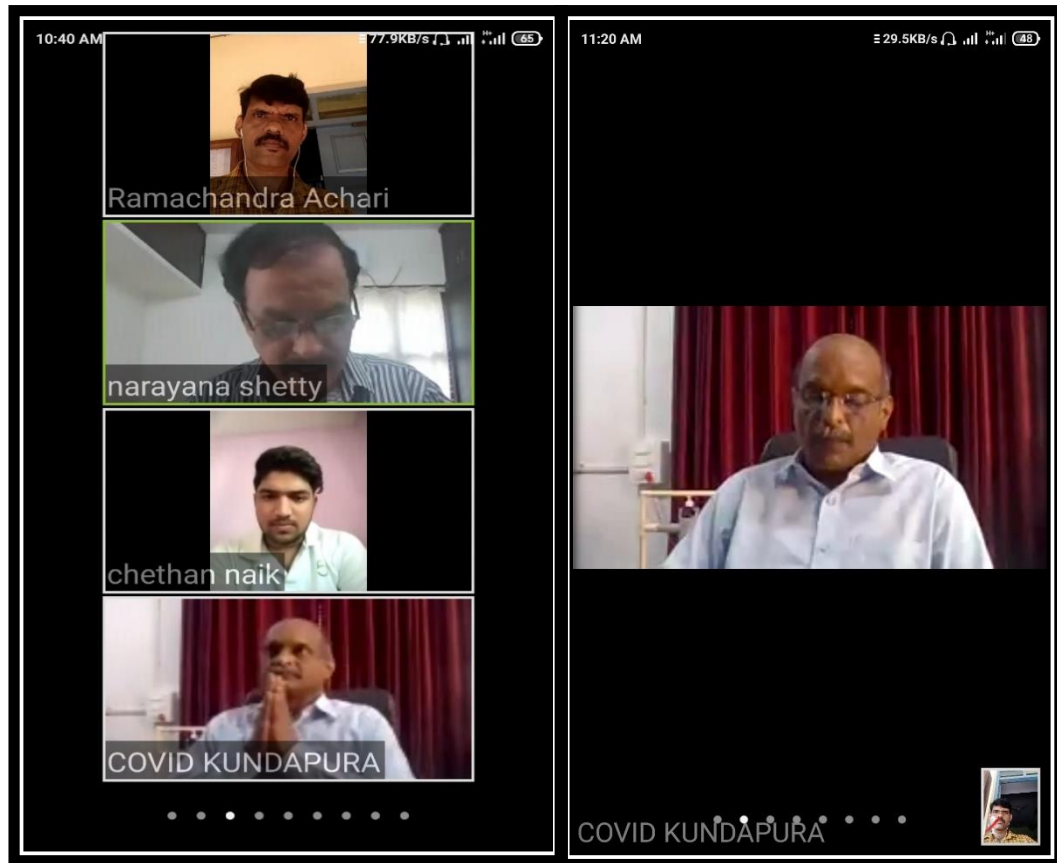 10:40 AM
77.9KB/s
65
Ramachandra Achari
narayana shetty
chethan naik
COVID KUNDAPURA
11:20 AM
29.5KB/s
H+
48
COVID KUNDAPURA